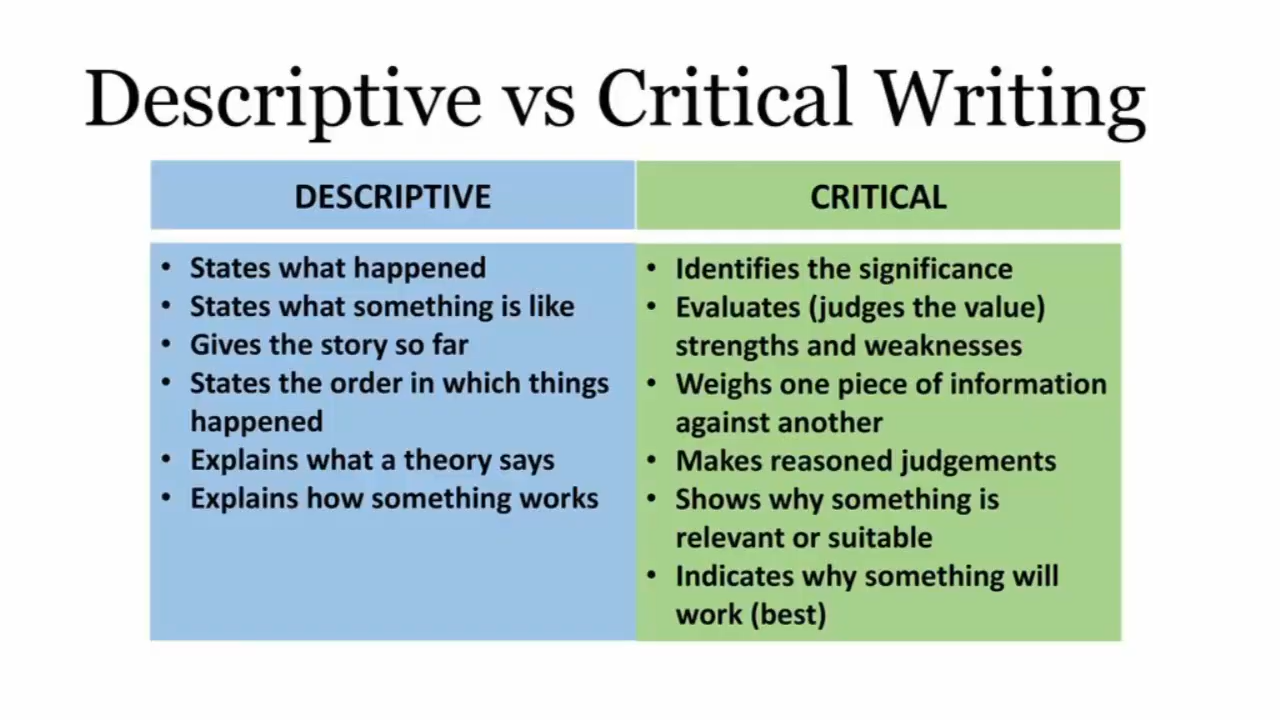 Descriptive vs Critical Writing
DESCRIPTIVE
• States what happened
• States what something is like
• Gives the story so far
• States the order in which things
happened
• Explains what a theory says
• Explains how something works
CRITICAL
• Identifies the significance
• Evaluates (judges the value)
strengths and weaknesses
• Weighs one piece of information
against another
• Makes reasoned judgements
• Shows why something is
relevant or suitable
• Indicates why something will
work (best)